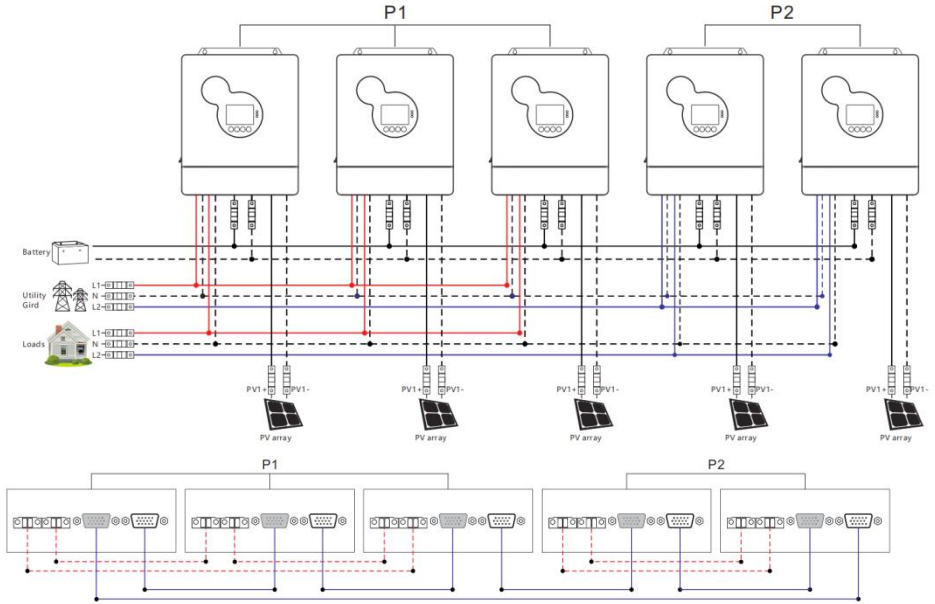 P1 P2
Battery
L1
Utility N
Gird L2
L1
Loads N
L2
PV1+ PV1- PV1+ PV1- PV1+ PV1- PV1+ PV1- PV1+ PV1-
PV array PV array PV array PV array PV array
P1 P2